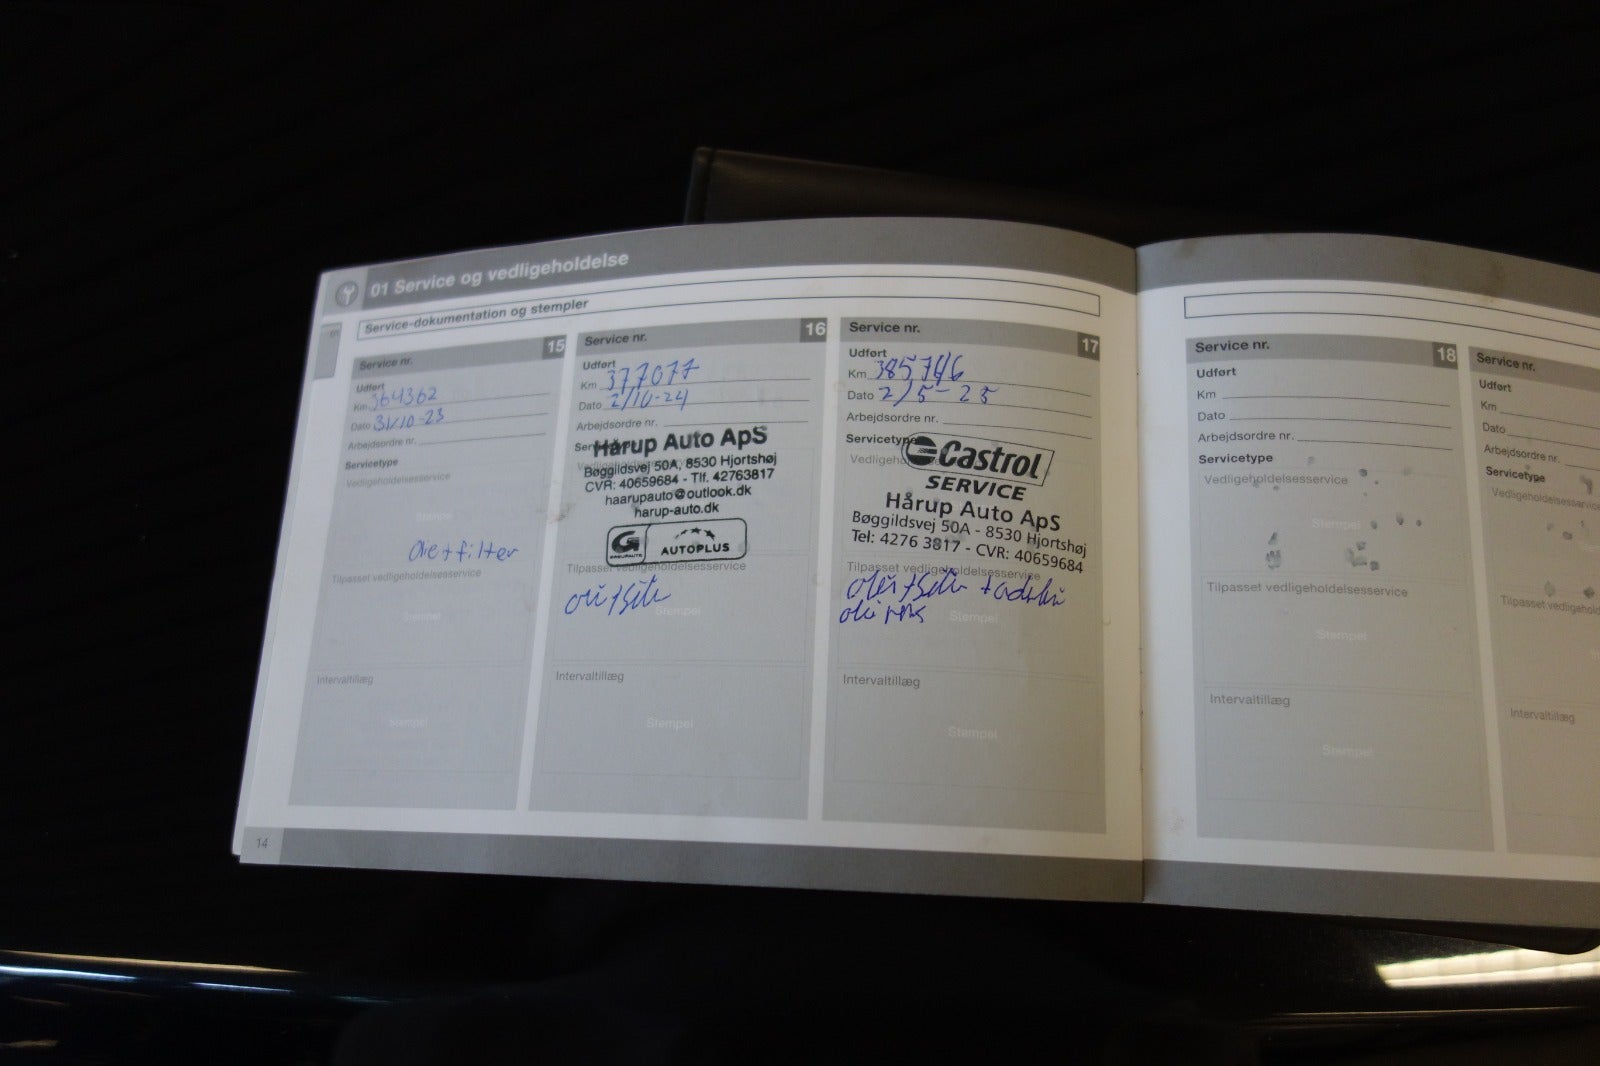 01 Service og vedligeholdelse
Service-dokumentation og stempler
Service nr. 15
Udført
Km 364362
Dato 31/10-23
Arbejdsordre nr.
Servicetype
Vedligeholdelsesservice
Stempel
Olie + filter
Tilpasset vedligeholdelsesservice
Stempel
Intervaltillæg
Stempel
14
Service nr. 16
Udført
Km 377077
Dato 2/10-24
Arbejdsordre nr.
Hårup Auto ApS
Bøggildsvej 50A, 8530 Hjortshøj
CVR: 40659684 - Tlf. 42763817
haarupauto@outlook.dk
harup-auto.dk
G AUTOPLUS
Tilpasset vedligeholdelsesservice
Stempel
Intervaltillæg
Stempel
Service nr. 17
Udført
Km 385746
Dato 2/5-25
Arbejdsordre nr.
Servicetype
Castrol
SERVICE
Hårup Auto ApS
Bøggildsvej 50A - 8530 Hjortshøj
Tel: 4276 3817 - CVR: 40659684
Tilpasset vedligeholdelsesservice
Stempel
Intervaltillæg
Stempel
Service nr. 18
Udført
Km
Dato
Arbejdsordre nr.
Servicetype
Vedligeholdelsesservice
Stempel
Tilpasset vedligeholdelsesservice
Stempel
Intervaltillæg
Stempel
Service nr.
Udført
Km
Dato
Arbejdsordre nr.
Servicetype
Vedligeholdelsesservice
Tilpasset vedligehold
Intervaltillæg